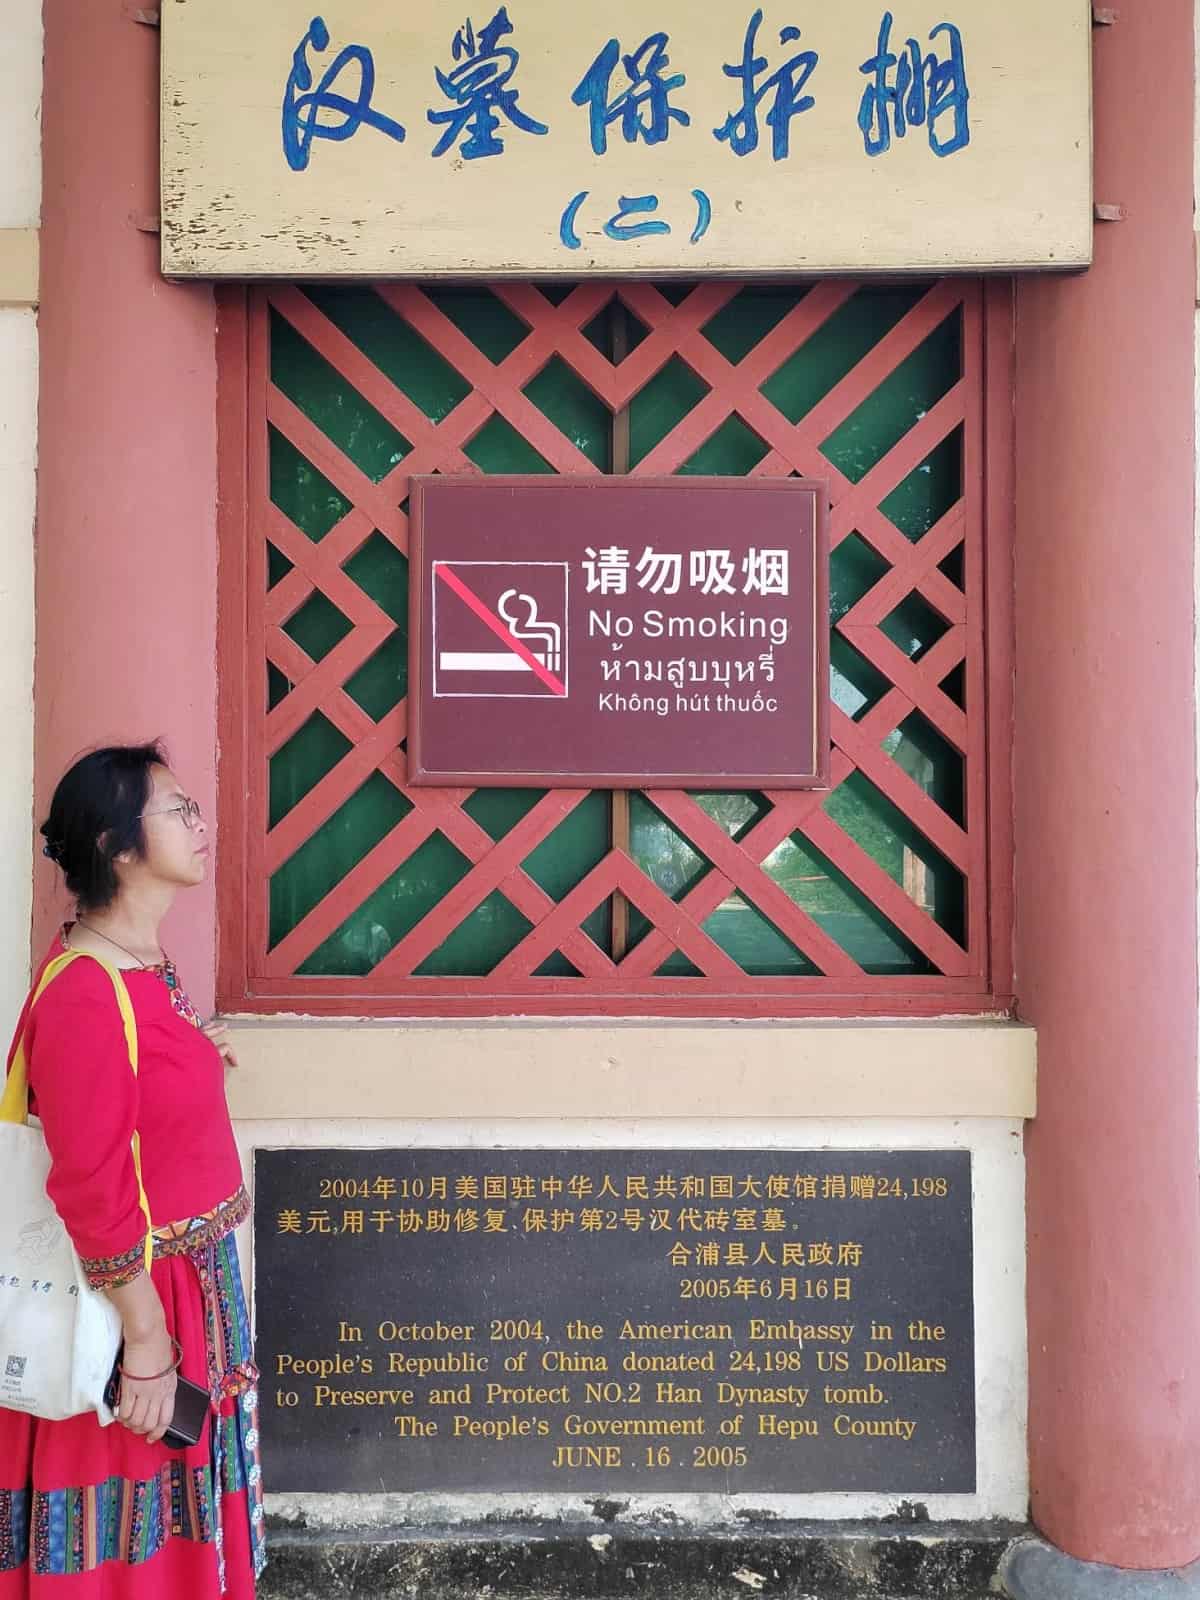 汉墓保护棚
(二)
请勿吸烟
No Smoking
ห้ามสูบบุหรี่
Không hút thuốc
2004年10月美国驻中华人民共和国大使馆捐赠24,198
美元,用于协助修复、保护第2号汉代砖室墓。
合浦县人民政府
2005年6月16日
In October 2004, the American Embassy in the
People's Republic of China donated 24,198 US Dollars
to Preserve and Protect NO.2 Han Dynasty tomb.
The People's Government of Hepu County
JUNE . 16 . 2005